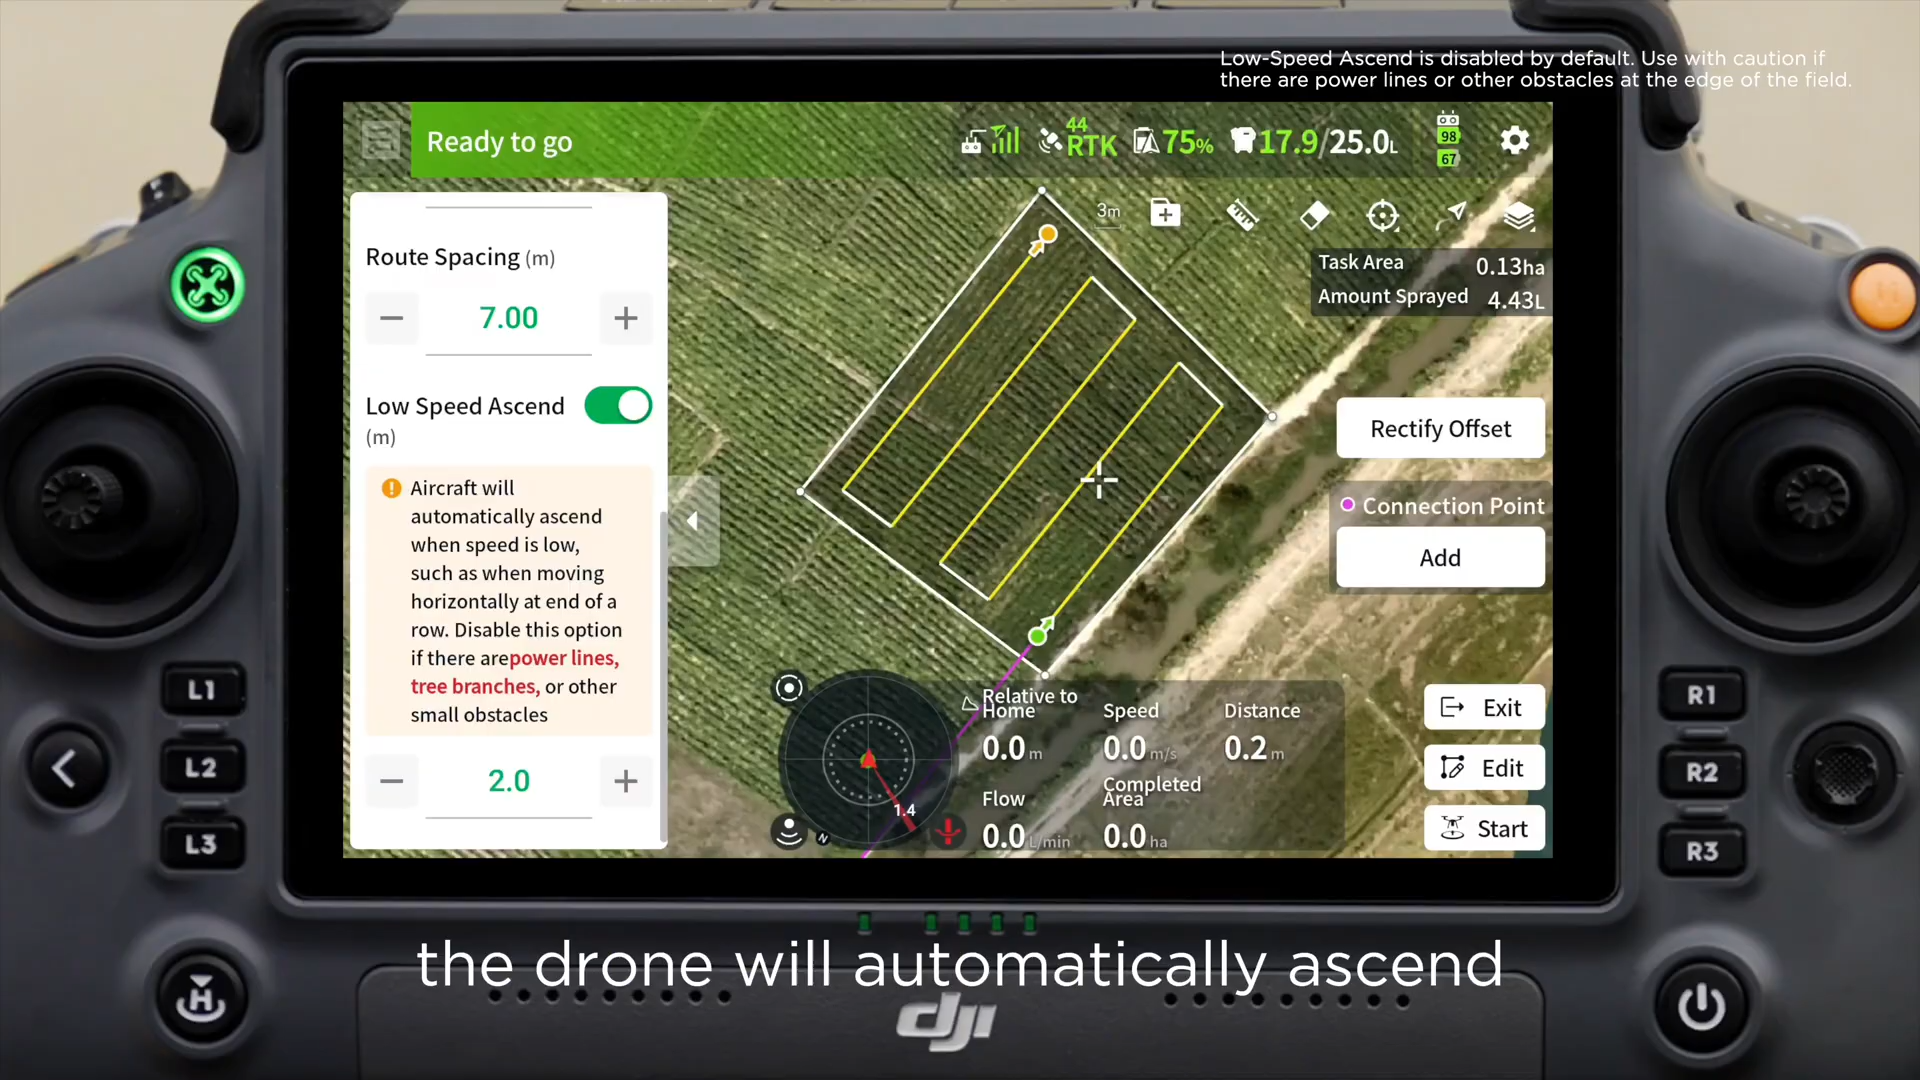 Low-Speed Ascend is disabled by default. Use with caution if
there are power lines or other obstacles at the edge of the field.
Ready to go
44
RTK
75%
17.9/25.0L
98
67
Route Spacing (m)
7.00
Low Speed Ascend
(m)
Aircraft will
automatically ascend
when speed is low,
such as when moving
horizontally at end of a
row. Disable this option
if there arepower lines,
tree branches, or other
small obstacles
2.0
3m
Task Area 0.13ha
Amount Sprayed 4.43L
Rectify Offset
Connection Point
Add
Exit
Edit
Start
1.4
N
Relative to
Home
0.0 m
Speed
0.0 m/s
Distance
0.2 m
Flow
0.0 L/min
Completed
Area
0.0 ha
L1
L2
L3
R1
R2
R3
H
the drone will automatically ascend
dji